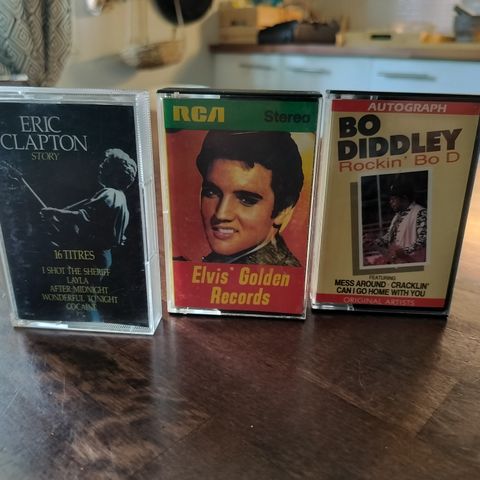 ERIC
CLAPTON
STORY
16 TITRES
I SHOT THE SHERIFF
LAYLA
AFTER MIDNIGHT
WONDERFUL TONIGHT
COCAINE
RCA Stereo
Elvis' Golden
Records
AUTOGRAPH
BO
DIDDLEY
Rockin' Bo D
FEATURING
MESS AROUND · CRACKLIN'
CAN I GO HOME WITH YOU
ORIGINAL ARTISTS